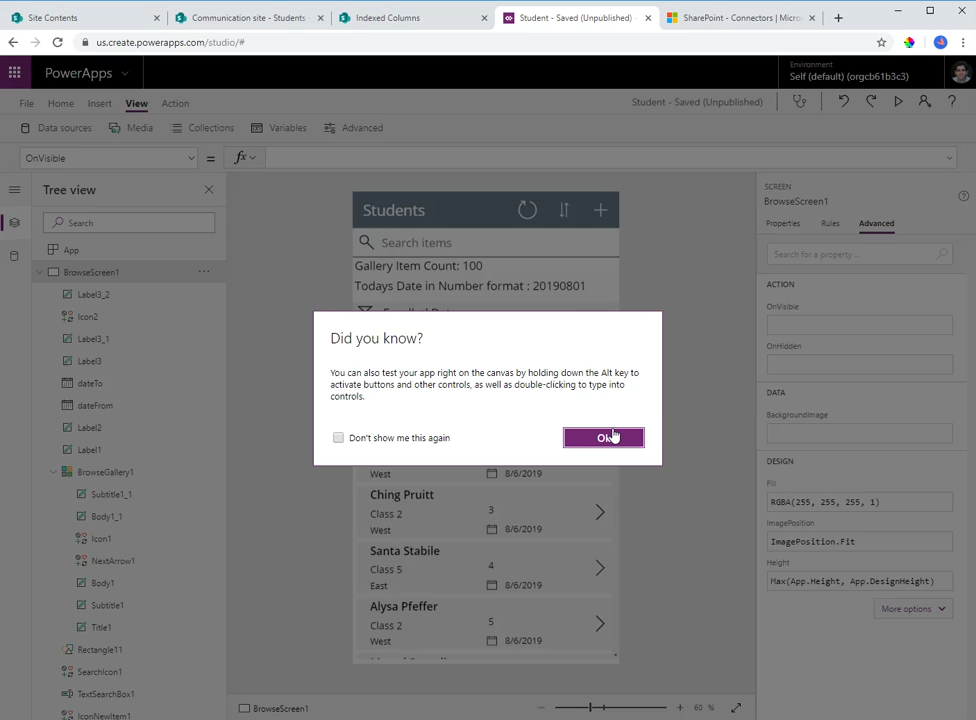 Site Contents
Communication site - Students -
Indexed Columns
Student - Saved (Unpublished) -
SharePoint - Connectors | Micro
us.create.powerapps.com/studio/#
PowerApps
Environment
Self (default) (orgcb61b3c3)
File Home Insert View Action
Student - Saved (Unpublished)
Data sources Media Collections Variables Advanced
OnVisible = fx
Tree view
Search
App
BrowseScreen1 ...
Label3_2
Icon2
Label3_1
Label3
dateTo
dateFrom
Label2
Label1
BrowseGallery1
Subtitle1_1
Body1_1
Icon1
NextArrow1
Body1
Subtitle1
Title1
Rectangle11
SearchIcon1
TextSearchBox1
IconNewItem1
Students
Search items
Gallery Item Count: 100
Todays Date in Number format : 20190801
Did you know?
You can also test your app right on the canvas by holding down the Alt key to
activate buttons and other controls, as well as double-clicking to type into
controls.
Don't show me this again
West 8/6/2019
Ching Pruitt
3
Class 2
West 8/6/2019
Santa Stabile
4
Class 5
East 8/6/2019
Alysa Pfeffer
5
Class 2
West 8/6/2019
BrowseScreen1
60 %
SCREEN
BrowseScreen1
Properties Rules Advanced
Search for a property ...
ACTION
OnVisible
OnHidden
DATA
BackgroundImage
DESIGN
Fill
RGBA(255, 255, 255, 1)
ImagePosition
ImagePosition.Fit
Height
Max(App.Height, App.DesignHeight)
More options